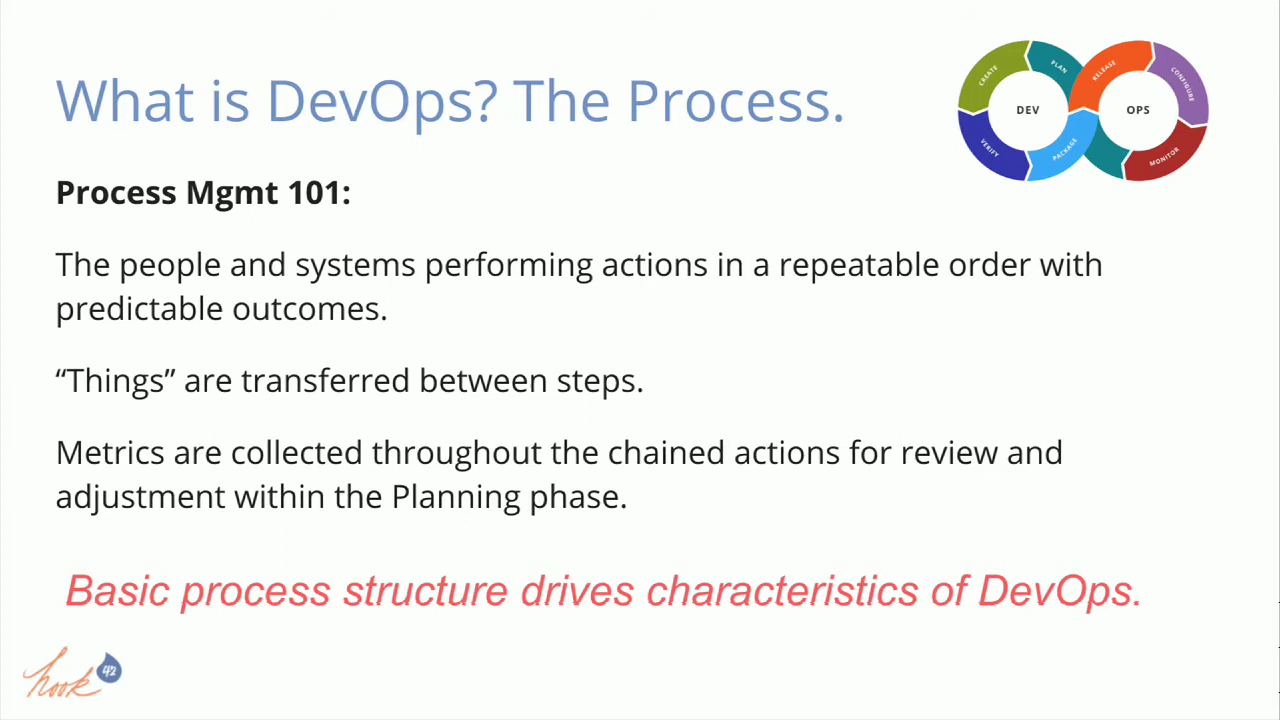 What is DevOps? The Process.
CREATE
PLAN
RELEASE
CONFIGURE
DEV
OPS
VERIFY
PACKAGE
MONITOR
Process Mgmt 101:
The people and systems performing actions in a repeatable order with
predictable outcomes.
“Things” are transferred between steps.
Metrics are collected throughout the chained actions for review and
adjustment within the Planning phase.
Basic process structure drives characteristics of DevOps.
hook 42